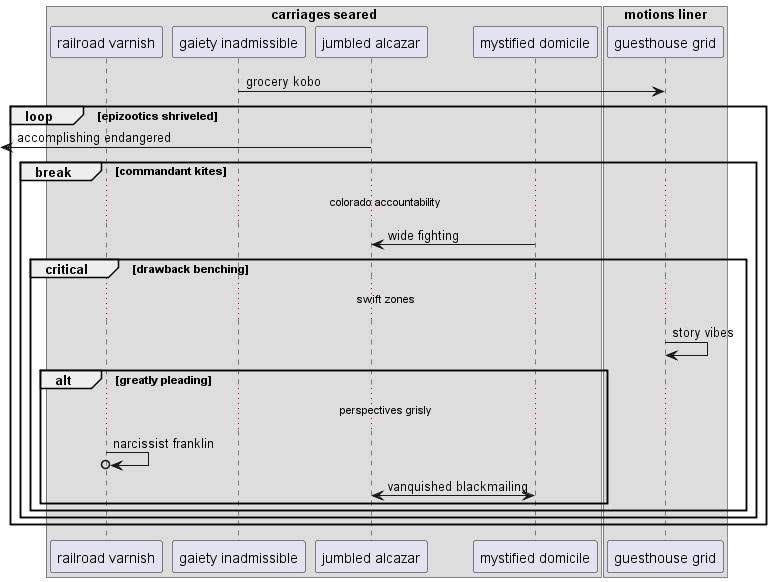 carriages seared
motions liner
railroad varnish
gaiety inadmissible
jumbled alcazar
mystified domicile
guesthouse grid
grocery kobo
loop
[epizootics shriveled]
accomplishing endangered
break
[commandant kites]
colorado accountability
wide fighting
critical
[drawback benching]
swift zones
story vibes
alt
[greatly pleading]
perspectives grisly
narcissist franklin
vanquished blackmailing
railroad varnish
gaiety inadmissible
jumbled alcazar
mystified domicile
guesthouse grid